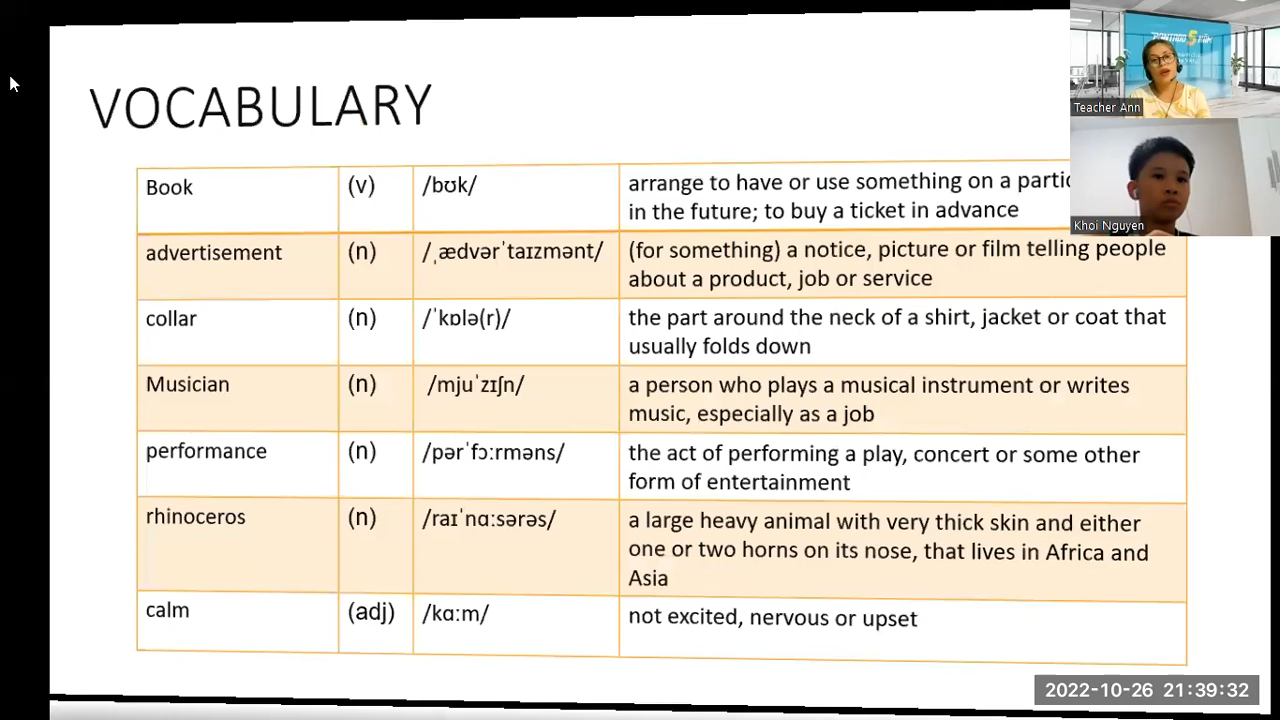 VOCABULARY
Teacher Ann
Khoi Nguyen
Book (v) /bʊk/ arrange to have or use something on a
in the future; to buy a ticket in advance
advertisement (n) /ˌædvərˈtaɪzmənt/ (for something) a notice, picture or film telling people
about a product, job or service
collar (n) /ˈkɒlə(r)/ the part around the neck of a shirt, jacket or coat that
usually folds down
Musician (n) /mjuˈzɪʃn/ a person who plays a musical instrument or writes
music, especially as a job
performance (n) /pərˈfɔːrməns/ the act of performing a play, concert or some other
form of entertainment
rhinoceros (n) /raɪˈnɑːsərəs/ a large heavy animal with very thick skin and either
one or two horns on its nose, that lives in Africa and
Asia
calm (adj) /kɑːm/ not excited, nervous or upset
2022-10-26 21:39:32